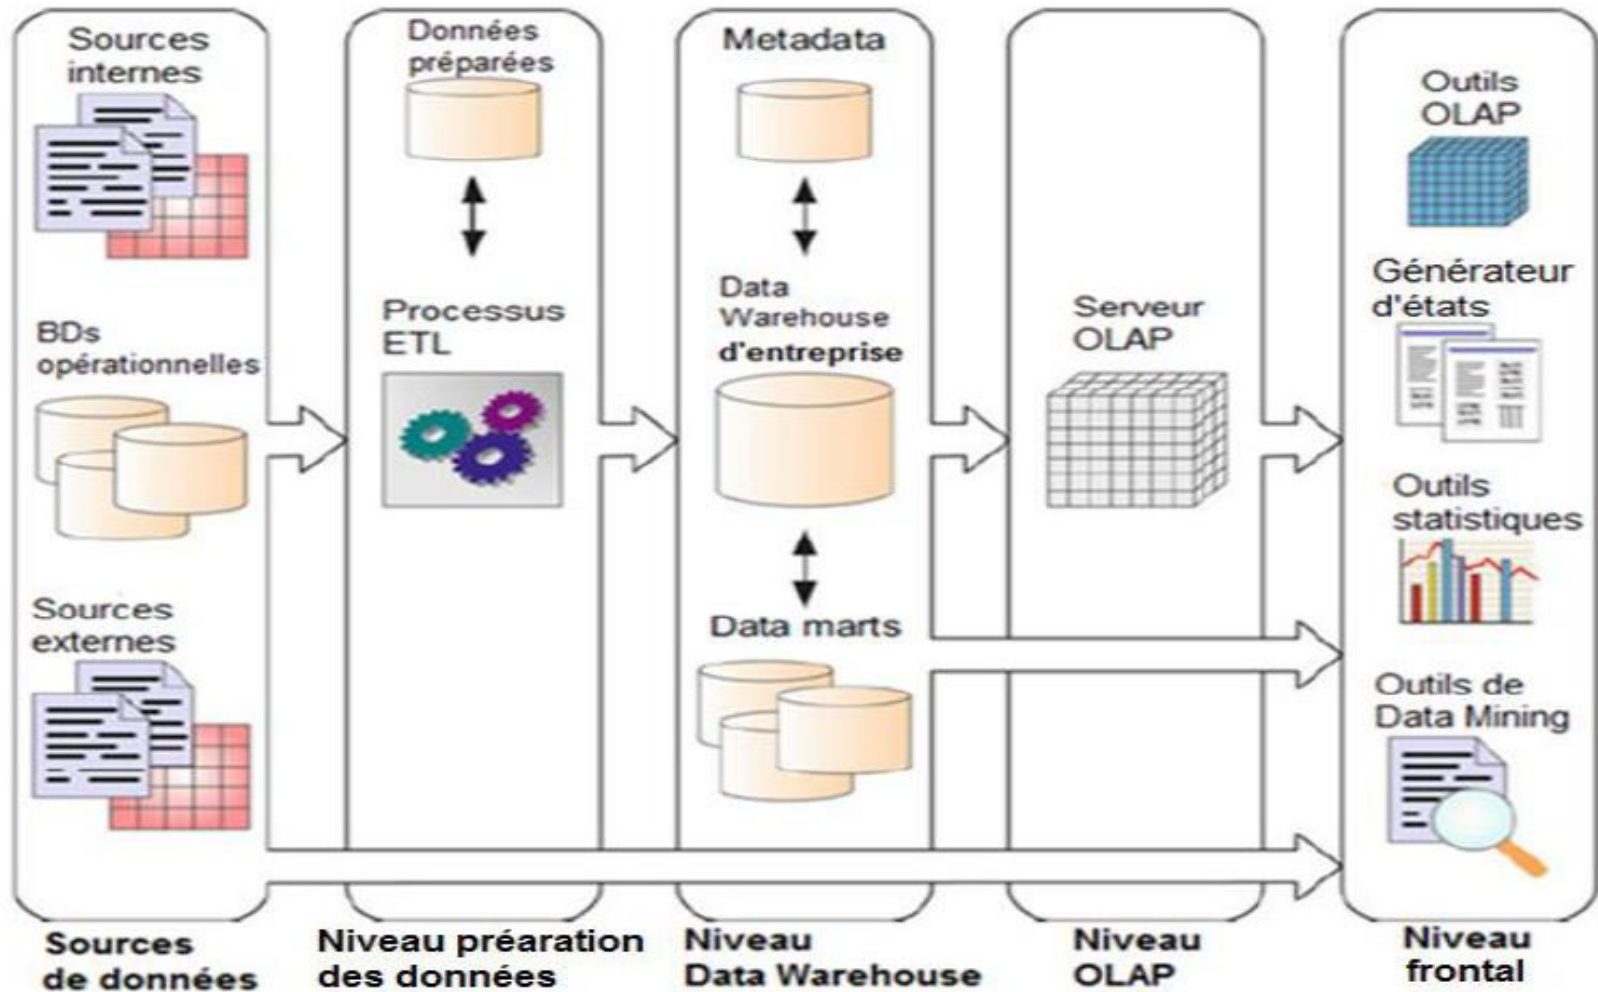 Sources
internes
BDs
opérationnelles
Sources
externes
Sources
de données
Données
préparées
Processus
ETL
Niveau préaration
des données
Metadata
Data
Warehouse
d'entreprise
Data marts
Niveau
Data Warehouse
Serveur
OLAP
Niveau
OLAP
Outils
OLAP
Générateur
d'états
Outils
statistiques
Outils de
Data Mining
Niveau
frontal